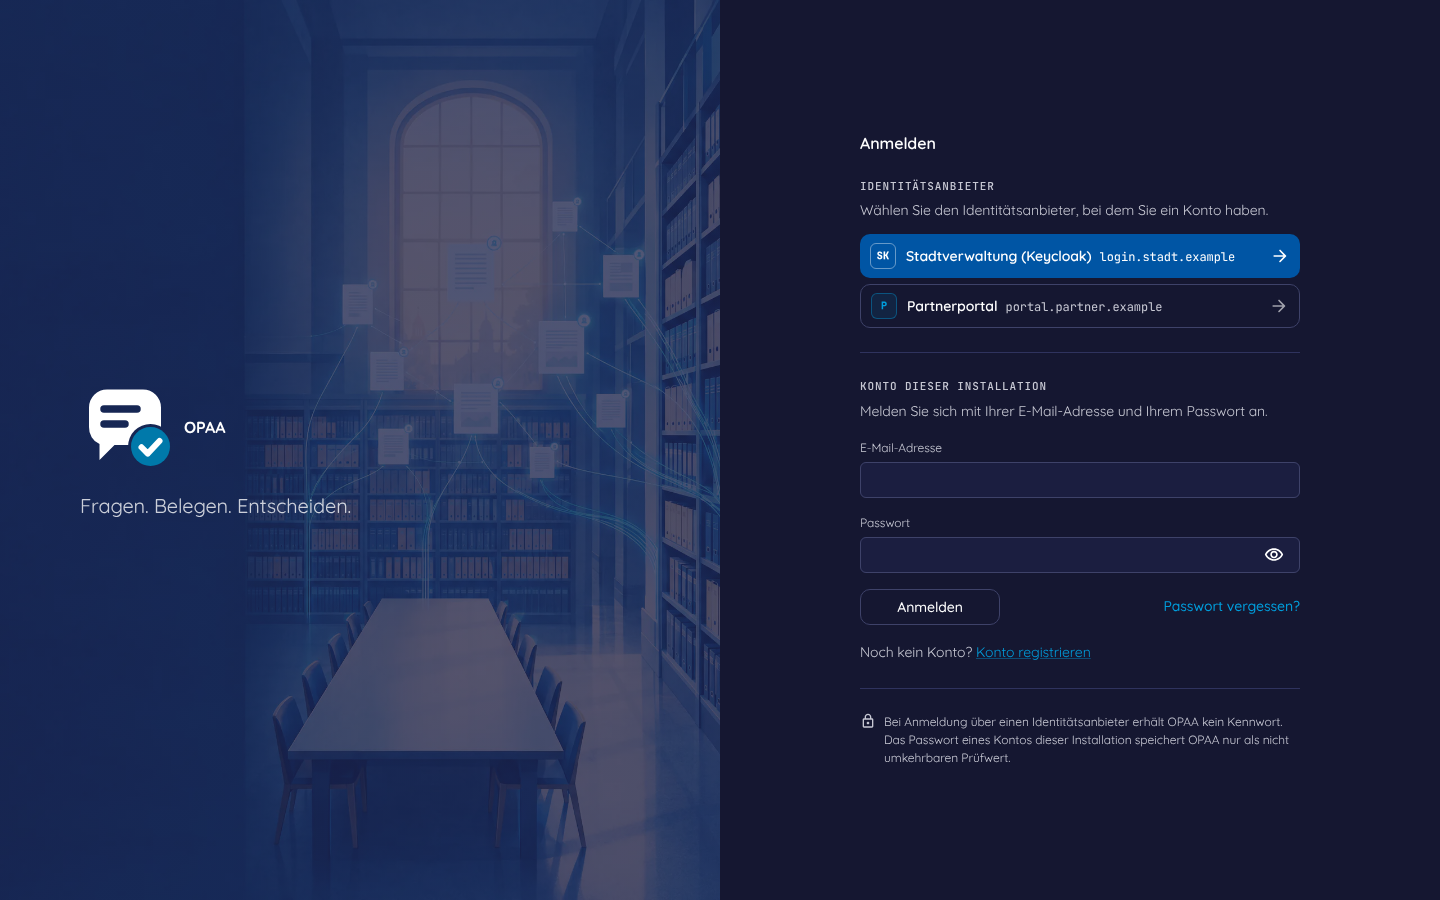 OPAA
Fragen. Belegen. Entscheiden.
Anmelden
IDENTITÄTSANBIETER
Wählen Sie den Identitätsanbieter, bei dem Sie ein Konto haben.
SK Stadtverwaltung (Keycloak) login.stadt.example
P Partnerportal portal.partner.example
KONTO DIESER INSTALLATION
Melden Sie sich mit Ihrer E-Mail-Adresse und Ihrem Passwort an.
E-Mail-Adresse
Passwort
Anmelden Passwort vergessen?
Noch kein Konto? Konto registrieren
Bei Anmeldung über einen Identitätsanbieter erhält OPAA kein Kennwort.
Das Passwort eines Kontos dieser Installation speichert OPAA nur als nicht
umkehrbaren Prüfwert.